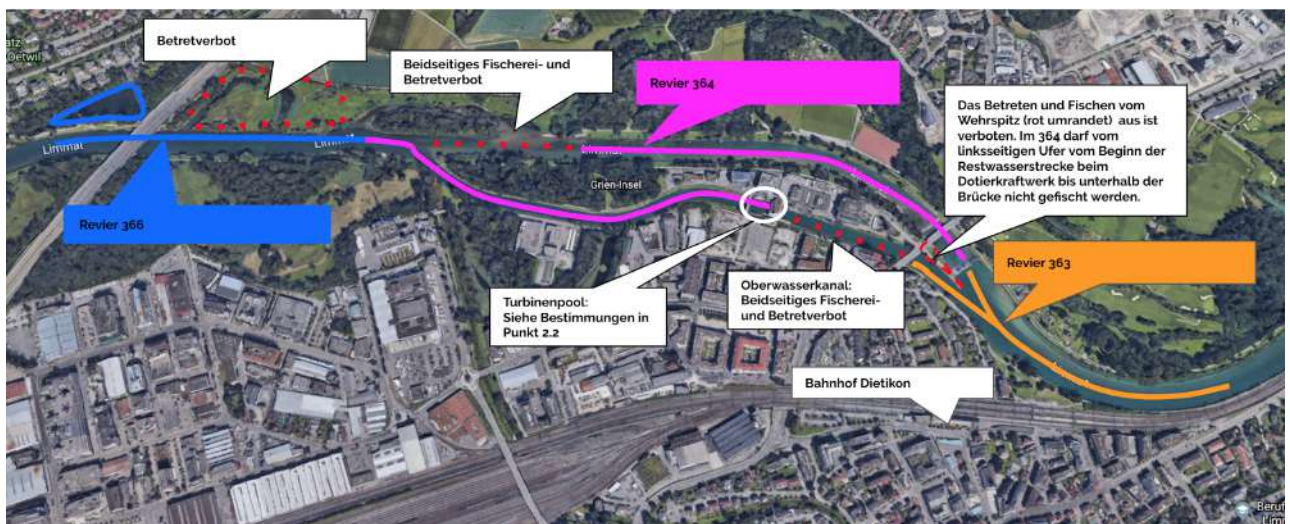 Betretverbot
Beidseitiges Fischerei- und
Betretverbot
Revier 364
Das Betreten und Fischen vom
Wehrspitz (rot umrandet) aus ist
verboten. Im 364 darf vom
linksseitigen Ufer vom Beginn der
Restwasserstrecke beim
Dotierkraftwerk bis unterhalb der
Brücke nicht gefischt werden.
Oetwil
Limmat
Limmat
Limmat
Grien-Insel
Revier 366
Revier 363
Turbinenpool:
Siehe Bestimmungen in
Punkt 2.2
Oberwasserkanal:
Beidseitiges Fischerei-
und Betretverbot
Limmat
Bahnhof Dietikon